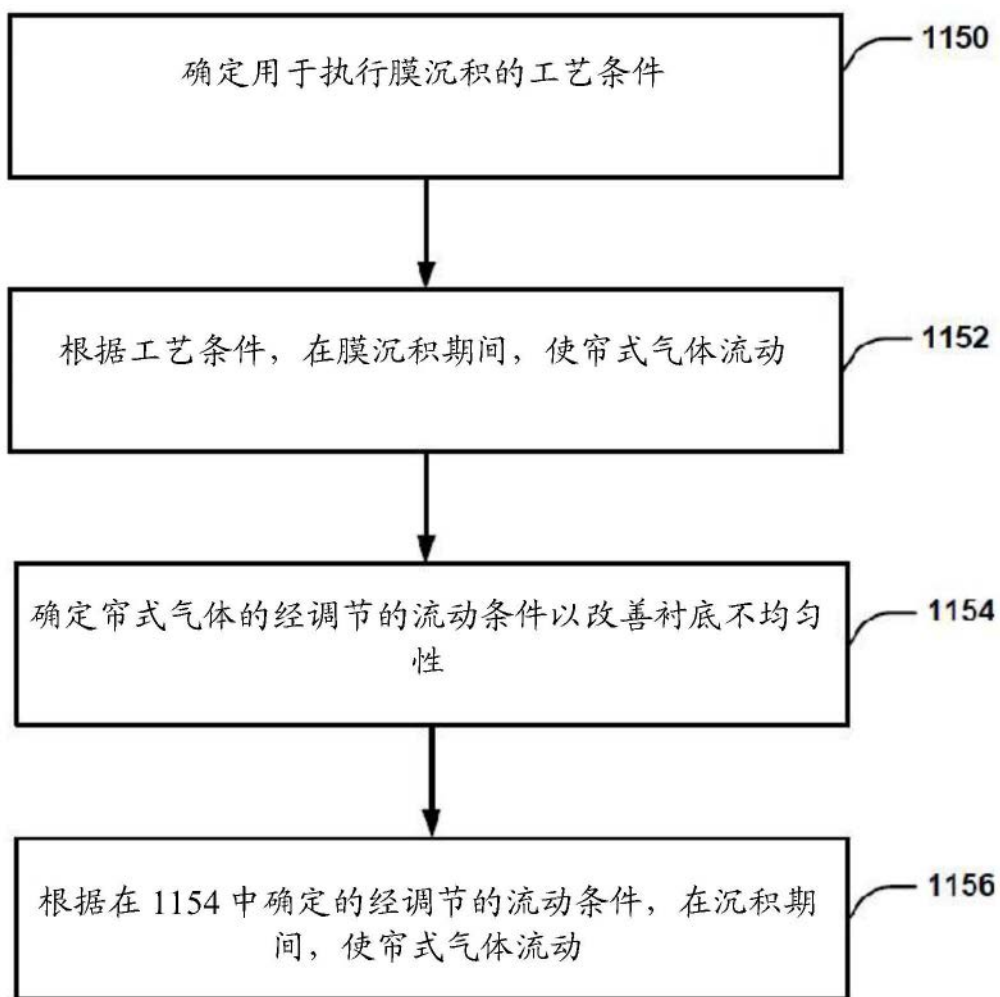 确定用于执行膜沉积的工艺条件
1150
根据工艺条件，在膜沉积期间，使帘式气体流动
1152
确定帘式气体的经调节的流动条件以改善衬底不均匀
性
1154
根据在1154中确定的经调节的流动条件，在沉积期
间，使帘式气体流动
1156